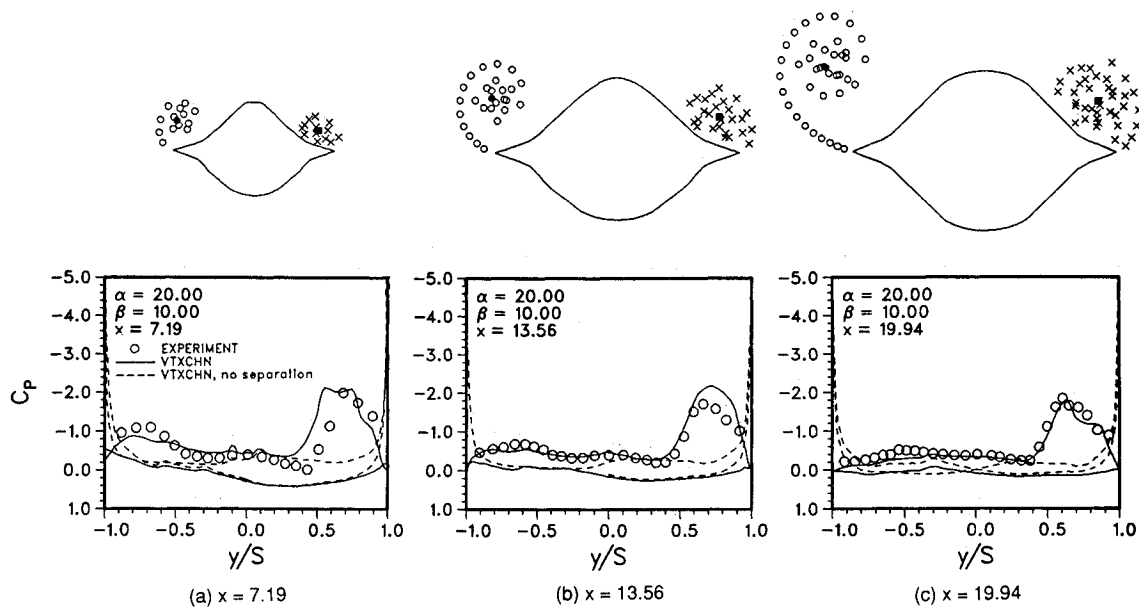 -5.0
-4.0
-3.0
-2.0
-1.0
0.0
1.0
C_P
α = 20.00
β = 10.00
x = 7.19
EXPERIMENT
VTXCHN
VTXCHN, no separation
-1.0 -0.5 0.0 0.5 1.0
y/S
(a) x = 7.19
-5.0
-4.0
-3.0
-2.0
-1.0
0.0
1.0
α = 20.00
β = 10.00
x = 13.56
-1.0 -0.5 0.0 0.5 1.0
y/S
(b) x = 13.56
-5.0
-4.0
-3.0
-2.0
-1.0
0.0
1.0
α = 20.00
β = 10.00
x = 19.94
-1.0 -0.5 0.0 0.5 1.0
y/S
(c) x = 19.94